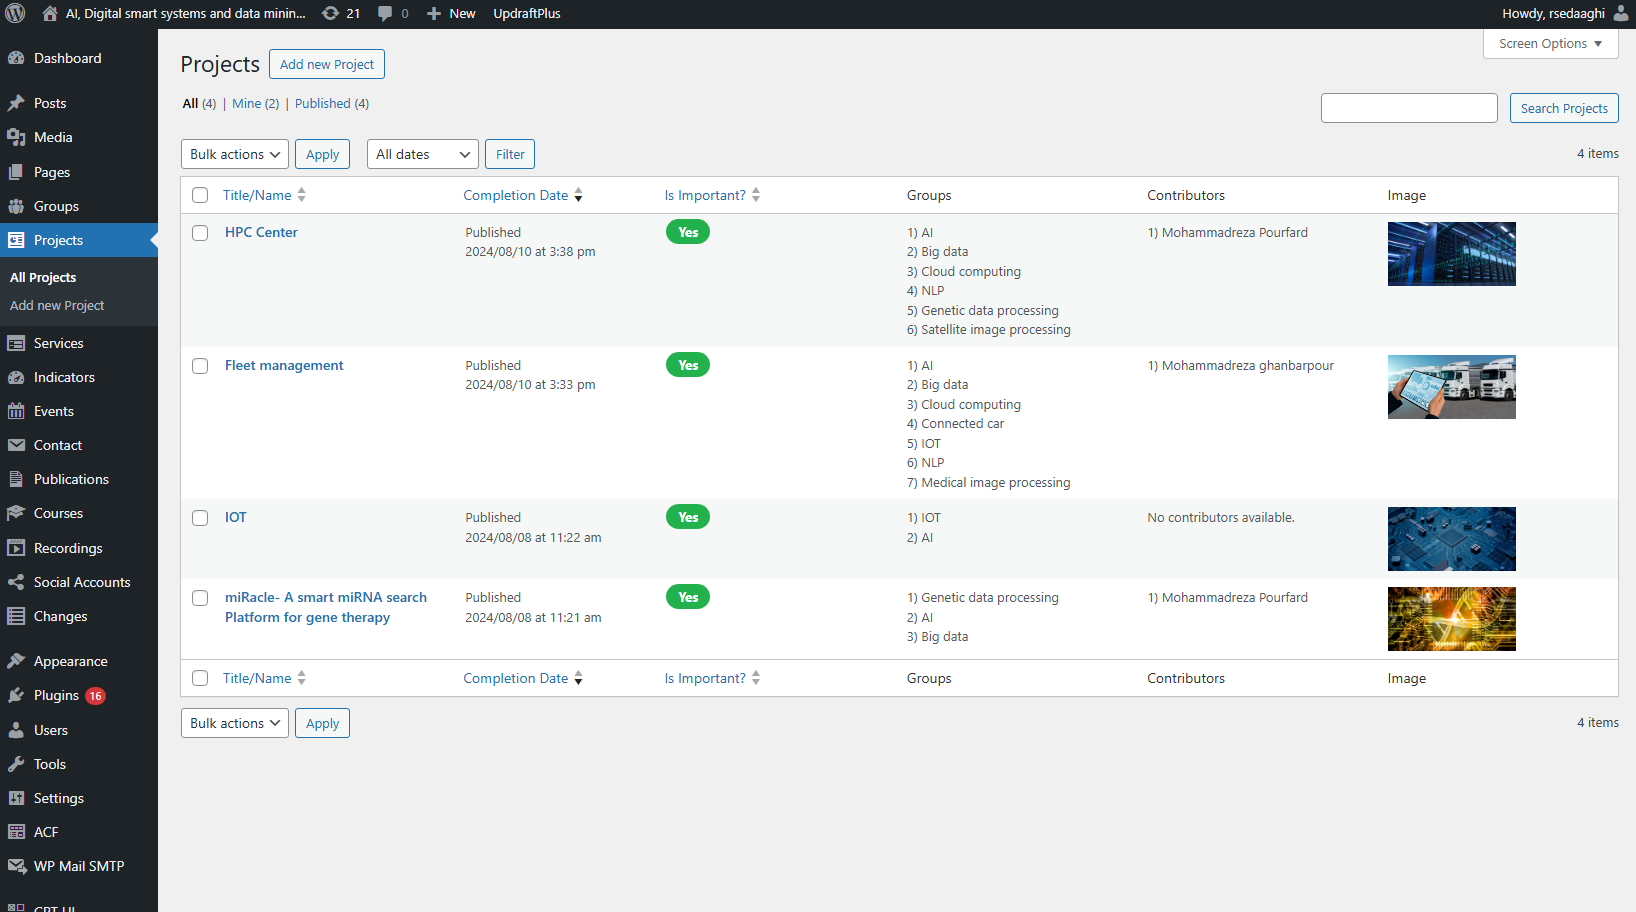 AI, Digital smart systems and data minin... 21 0 New UpdraftPlus Howdy, rsedaaghi
Screen Options
Dashboard
Posts
Media
Pages
Groups
Projects
All Projects
Add new Project
Services
Indicators
Events
Contact
Publications
Courses
Recordings
Social Accounts
Changes
Appearance
Plugins 16
Users
Tools
Settings
ACF
WP Mail SMTP
CPT UI
Projects Add new Project
All (4) | Mine (2) | Published (4)
Search Projects
Bulk actions Apply All dates Filter 4 items
Title/Name Completion Date Is Important? Groups Contributors Image
HPC Center
Published
2024/08/10 at 3:38 pm
Yes
1) AI
2) Big data
3) Cloud computing
4) NLP
5) Genetic data processing
6) Satellite image processing
1) Mohammadreza Pourfard
Fleet management
Published
2024/08/10 at 3:33 pm
Yes
1) AI
2) Big data
3) Cloud computing
4) Connected car
5) IOT
6) NLP
7) Medical image processing
1) Mohammadreza ghanbarpour
IOT
Published
2024/08/08 at 11:22 am
Yes
1) IOT
2) AI
No contributors available.
miRacle- A smart miRNA search
Platform for gene therapy
Published
2024/08/08 at 11:21 am
Yes
1) Genetic data processing
2) AI
3) Big data
1) Mohammadreza Pourfard
Title/Name Completion Date Is Important? Groups Contributors Image
Bulk actions Apply 4 items